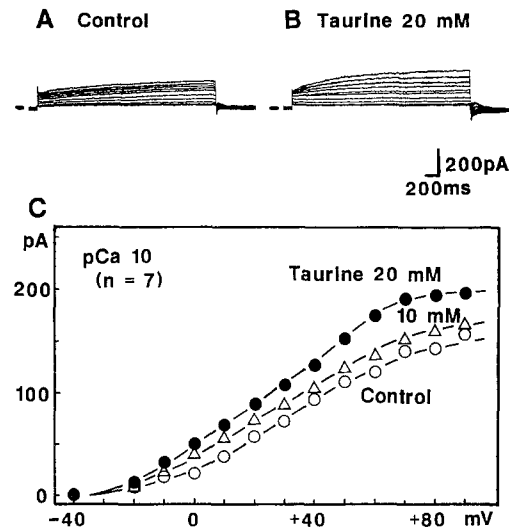 A Control
B Taurine 20 mM
200pA
200ms
C
pA
pCa 10
(n = 7)
Taurine 20 mM
10 mM
Control
200
100
0
-40 0 +40 +80 mV